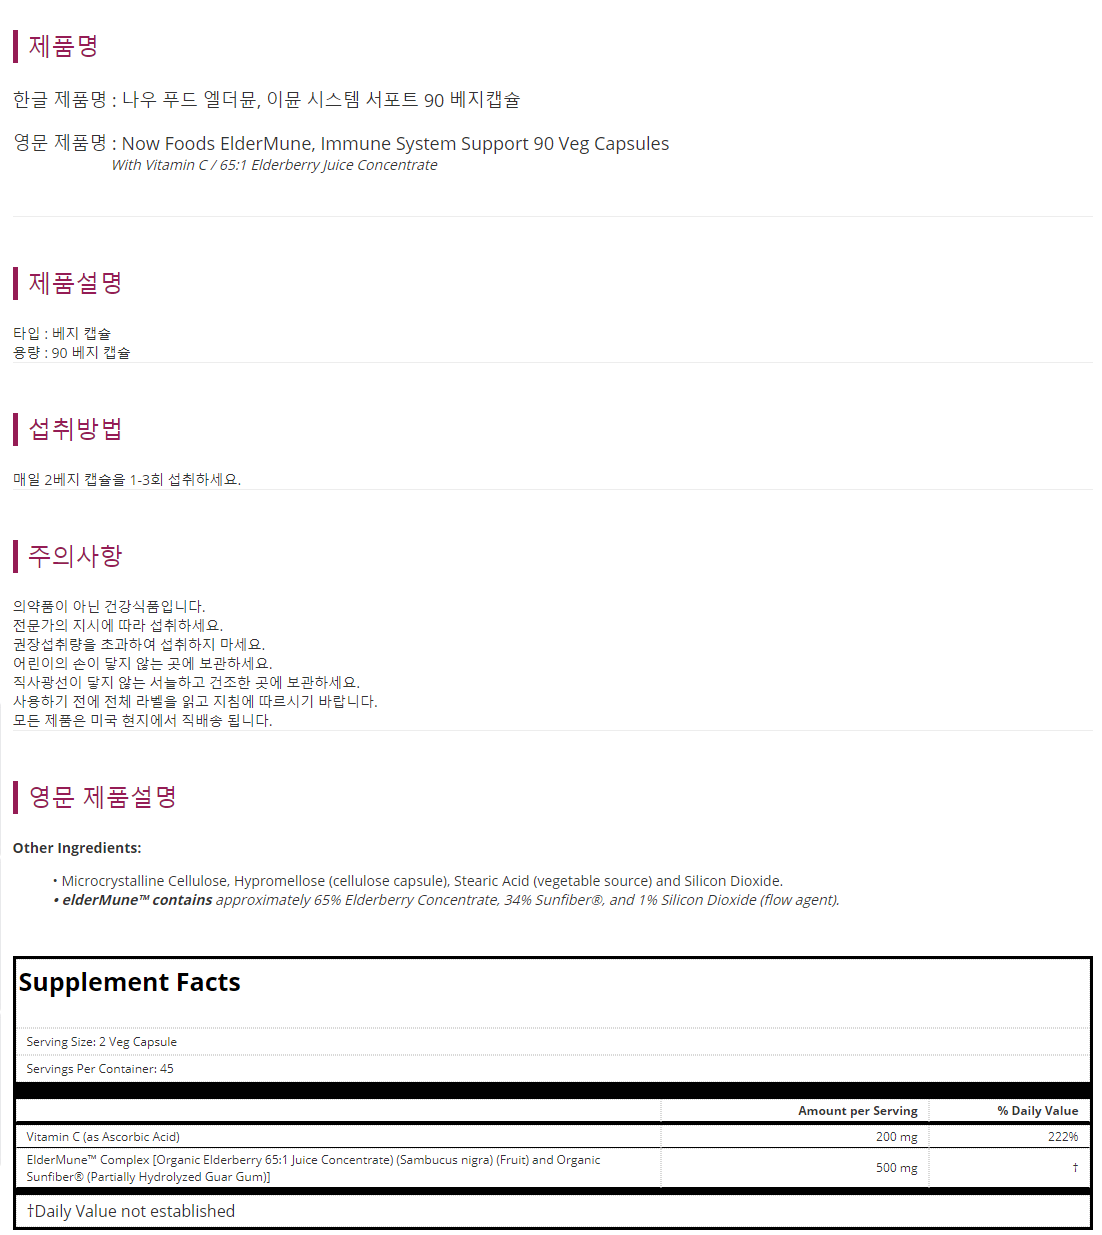 제품명
한글 제품명 : 나우 푸드 엘더뮨, 이뮨 시스템 서포트 90 베지캡슐
영문 제품명 : Now Foods ElderMune, Immune System Support 90 Veg Capsules
With Vitamin C / 65:1 Elderberry Juice Concentrate
제품설명
타입 : 베지 캡슐
용량 : 90 베지 캡슐
섭취방법
매일 2베지 캡슐을 1-3회 섭취하세요.
주의사항
의약품이 아닌 건강식품입니다.
전문가의 지시에 따라 섭취하세요.
권장섭취량을 초과하여 섭취하지 마세요.
어린이의 손이 닿지 않는 곳에 보관하세요.
직사광선이 닿지 않는 서늘하고 건조한 곳에 보관하세요.
사용하기 전에 전체 라벨을 읽고 지침에 따르시기 바랍니다.
모든 제품은 미국 현지에서 직배송 됩니다.
영문 제품설명
Other Ingredients:
• Microcrystalline Cellulose, Hypromellose (cellulose capsule), Stearic Acid (vegetable source) and Silicon Dioxide.
• elderMune™ contains approximately 65% Elderberry Concentrate, 34% Sunfiber®, and 1% Silicon Dioxide (flow agent).
Supplement Facts
Serving Size: 2 Veg Capsule
Servings Per Container: 45
Amount per Serving % Daily Value
Vitamin C (as Ascorbic Acid) 200 mg 222%
ElderMune™ Complex [Organic Elderberry 65:1 Juice Concentrate) (Sambucus nigra) (Fruit) and Organic
Sunfiber® (Partially Hydrolyzed Guar Gum)] 500 mg †
†Daily Value not established